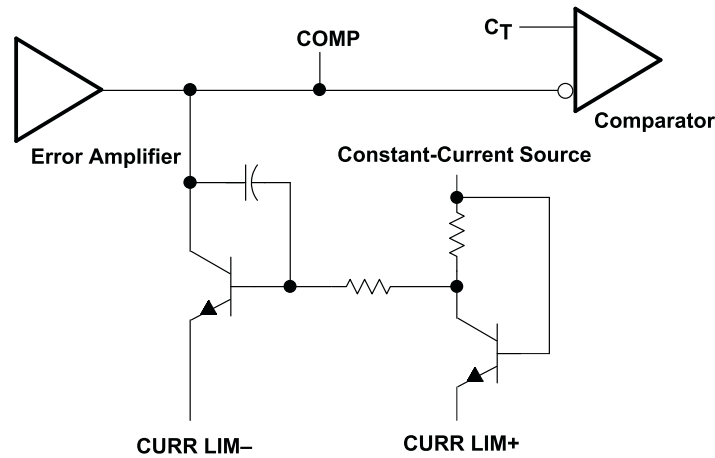 COMP
CT
Comparator
Error Amplifier
Constant-Current Source
CURR LIM–
CURR LIM+